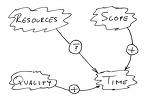 RESOURCES
SCOPE
-
+
QUALITY
+
TIME